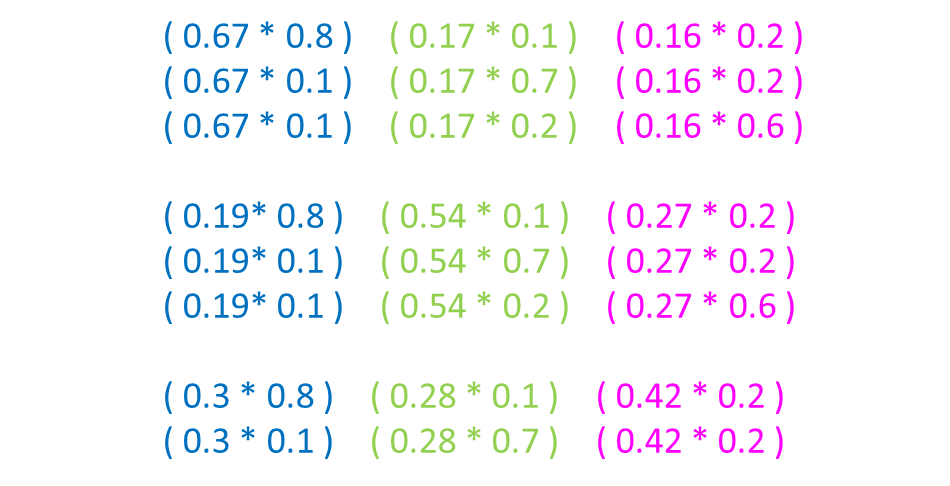 ( 0.67 * 0.8 ) ( 0.17 * 0.1 ) ( 0.16 * 0.2 )
( 0.67 * 0.1 ) ( 0.17 * 0.7 ) ( 0.16 * 0.2 )
( 0.67 * 0.1 ) ( 0.17 * 0.2 ) ( 0.16 * 0.6 )
( 0.19* 0.8 ) ( 0.54 * 0.1 ) ( 0.27 * 0.2 )
( 0.19* 0.1 ) ( 0.54 * 0.7 ) ( 0.27 * 0.2 )
( 0.19* 0.1 ) ( 0.54 * 0.2 ) ( 0.27 * 0.6 )
( 0.3 * 0.8 ) ( 0.28 * 0.1 ) ( 0.42 * 0.2 )
( 0.3 * 0.1 ) ( 0.28 * 0.7 ) ( 0.42 * 0.2 )